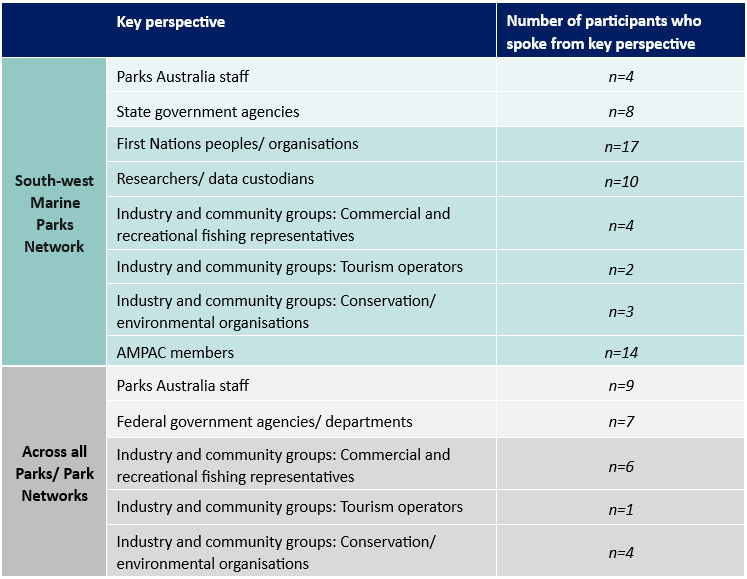 Key perspective
Number of participants who
spoke from key perspective
South-west
Marine
Parks
Network
Parks Australia staff
n=4
State government agencies
n=8
First Nations peoples/ organisations
n=17
Researchers/ data custodians
n=10
Industry and community groups: Commercial and
recreational fishing representatives
n=4
Industry and community groups: Tourism operators
n=2
Industry and community groups: Conservation/
environmental organisations
n=3
AMPAC members
n=14
Across all
Parks/ Park
Networks
Parks Australia staff
n=9
Federal government agencies/ departments
n=7
Industry and community groups: Commercial and
recreational fishing representatives
n=6
Industry and community groups: Tourism operators
n=1
Industry and community groups: Conservation/
environmental organisations
n=4